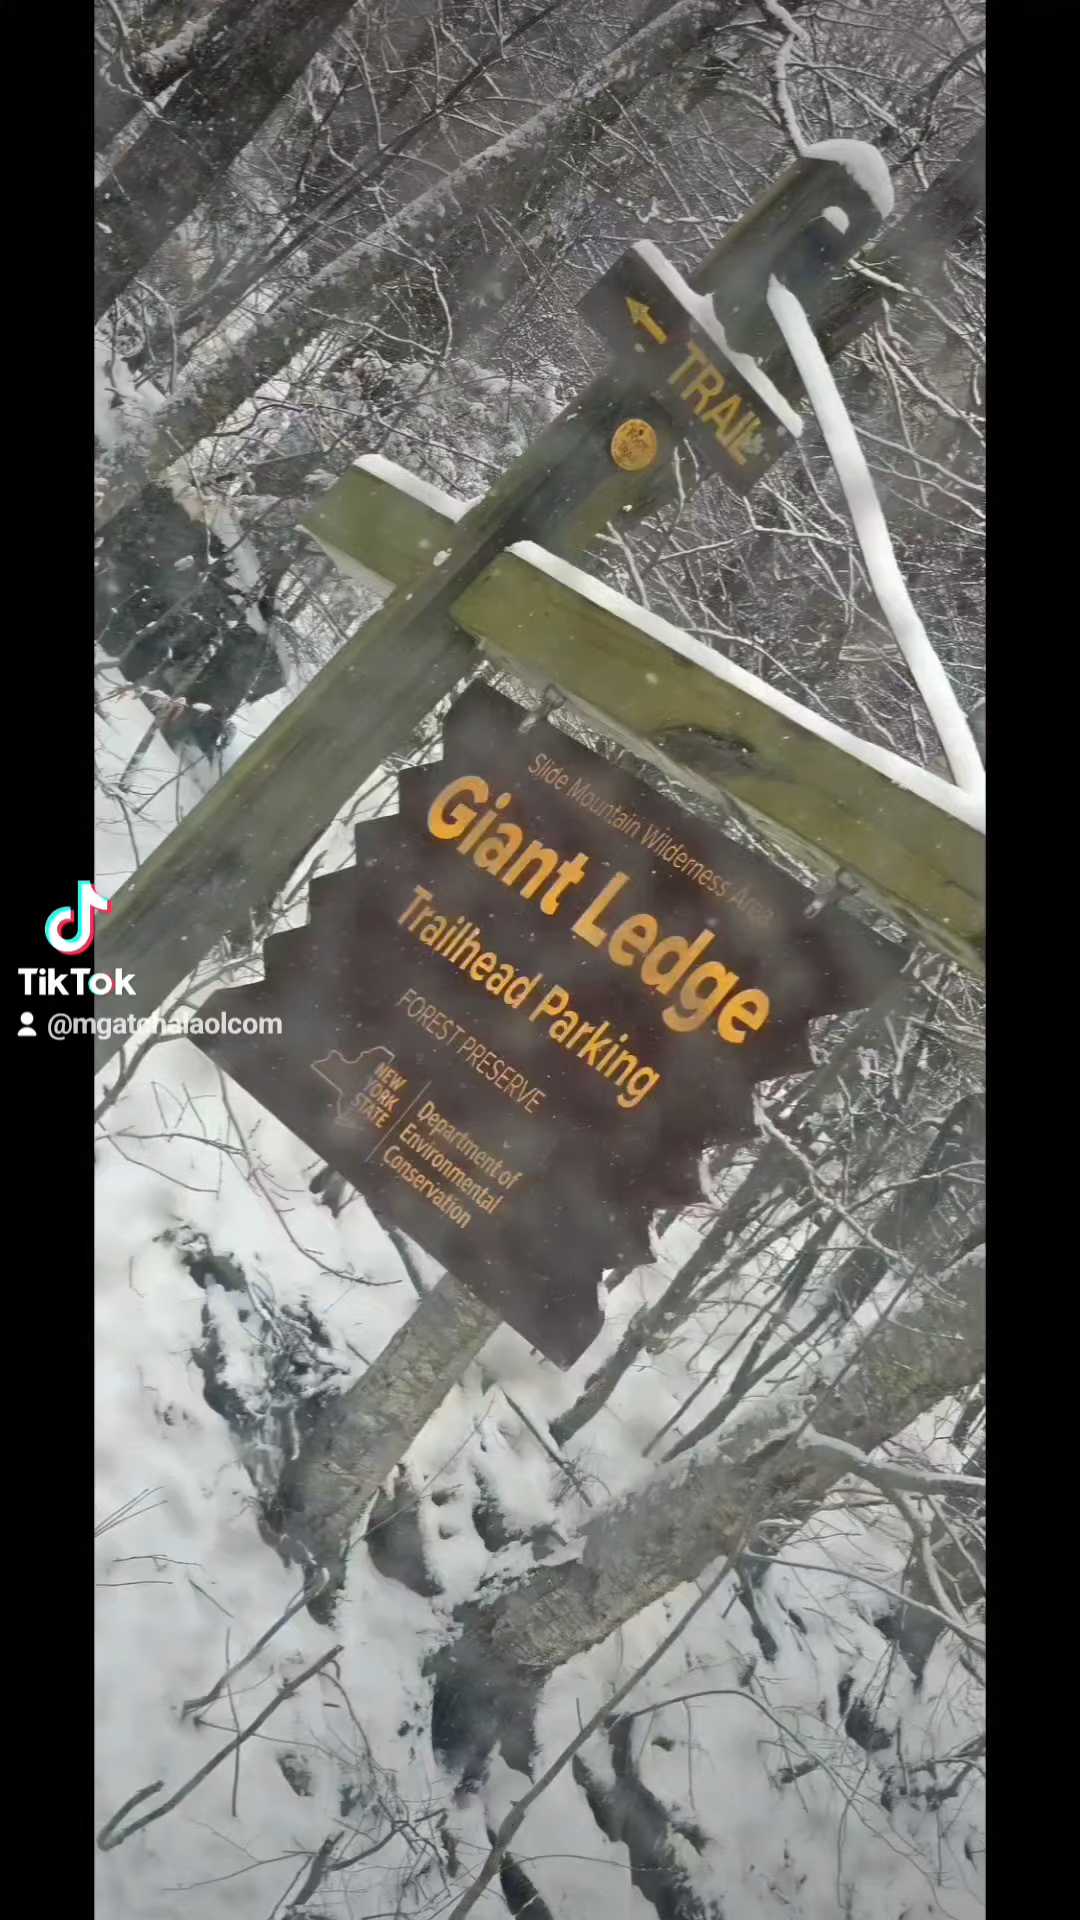 TRAIL
Slide Mountain Wilderness Area
Giant Ledge
Trailhead Parking
FOREST PRESERVE
NEW
YORK
STATE
Department of
Environmental
Conservation
TikTok
@mgatchalaolcom